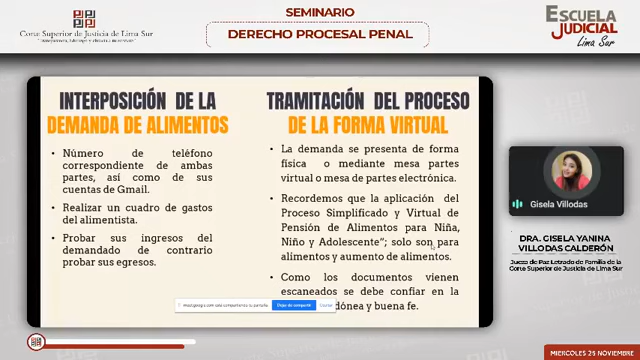 Corte Superior de Justicia de Lima Sur
SEMINARIO
DERECHO PROCESAL PENAL
ESCUELA
JUDICIAL
Lima Sur
INTERPOSICIÓN DE LA
DEMANDA DE ALIMENTOS
• Número de teléfono
correspondiente de ambas
partes, así como de sus
cuentas de Gmail.
• Realizar un cuadro de gastos
del alimentista.
• Probar sus ingresos del
demandado de contrario
probar sus egresos.
TRAMITACIÓN DEL PROCESO
DE LA FORMA VIRTUAL
• La demanda se presenta de forma
física o mediante mesa partes
virtual o mesa de partes electrónica.
• Recordemos que la aplicación del
Proceso Simplificado y Virtual de
Pensión de Alimentos para Niña,
Niño y Adolescente"; solo son para
alimentos y aumento de alimentos.
• Como los documentos vienen
escaneados se debe confiar en la
dónea y buena fe.
Dejar de compartir
Ocultar
Gisela Villodas
DRA. GISELA YANINA
VILLODAS CALDERÓN
Jueza de Paz Letrado de Familia de la
Corte Superior de Justicia de Lima Sur
MIERCOLES 25 NOVIEMBRE